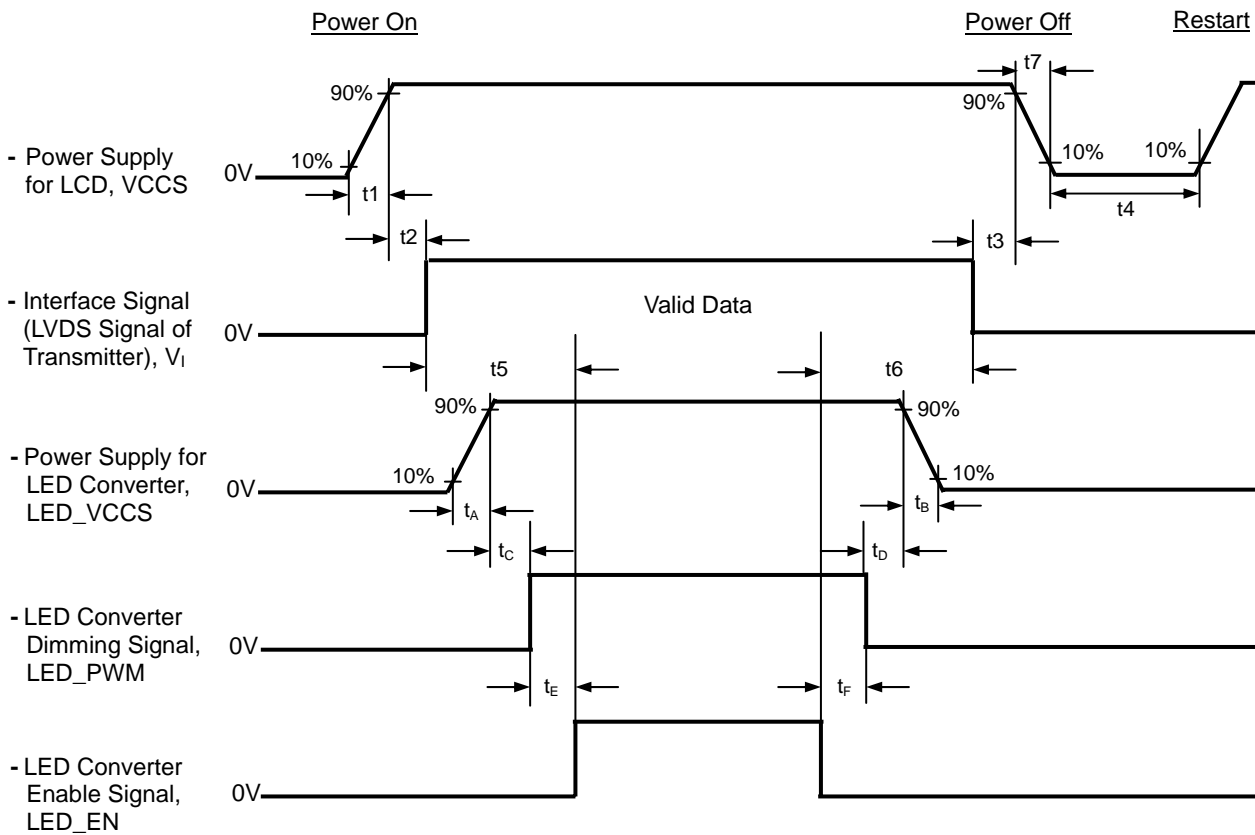 Power On
Power Off
Restart
t7
90%
90%
- Power Supply
for LCD, VCCS
0V
10%
10%
10%
t1
t4
t2
t3
- Interface Signal
(LVDS Signal of
Transmitter), VI
0V
Valid Data
t5
t6
90%
90%
- Power Supply for
LED Converter,
LED_VCCS
0V
10%
10%
tA
tB
tC
tD
- LED Converter
Dimming Signal,
LED_PWM
0V
tE
tF
- LED Converter
Enable Signal,
LED_EN
0V